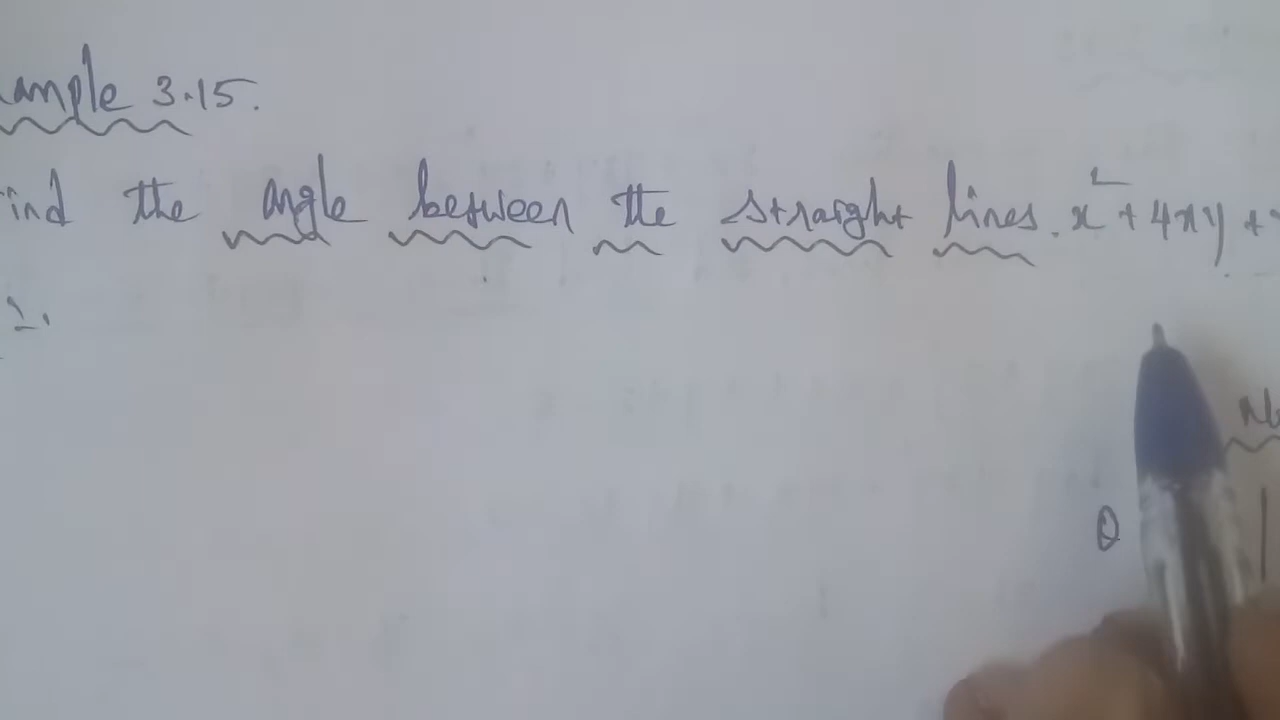 ample 3.15.
ind the angle between the straight lines. x² + 4xy +
θ